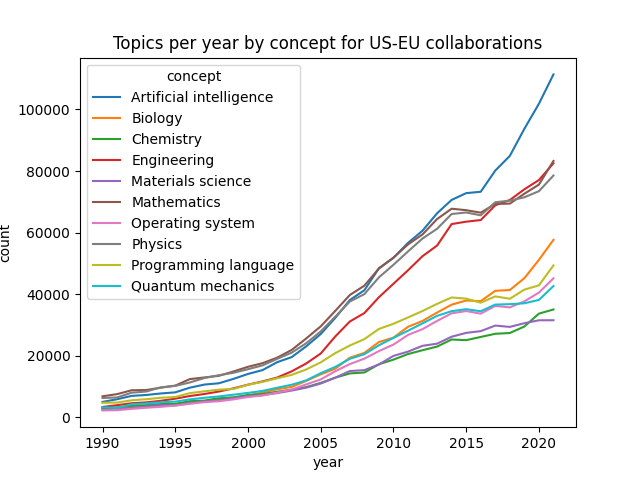 Topics per year by concept for US-EU collaborations
concept
Artificial intelligence
Biology
Chemistry
Engineering
Materials science
Mathematics
Operating system
Physics
Programming language
Quantum mechanics
100000
80000
60000
40000
20000
0
count
1990 1995 2000 2005 2010 2015 2020
year